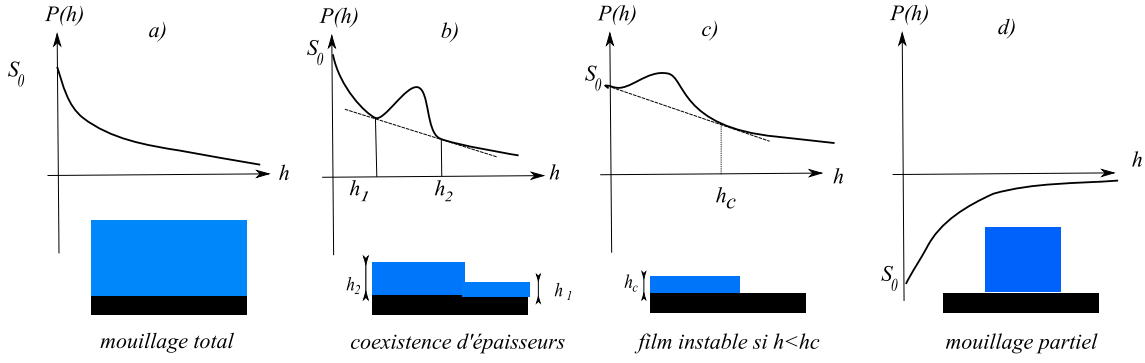 P(h)
a)
S0
h
mouillage total
P(h)
b)
S0
h
h1
h2
h2
h1
coexistence d'épaisseurs
P(h)
c)
S0
h
hc
hc
film instable si h<hc
P(h)
d)
h
S0
mouillage partiel